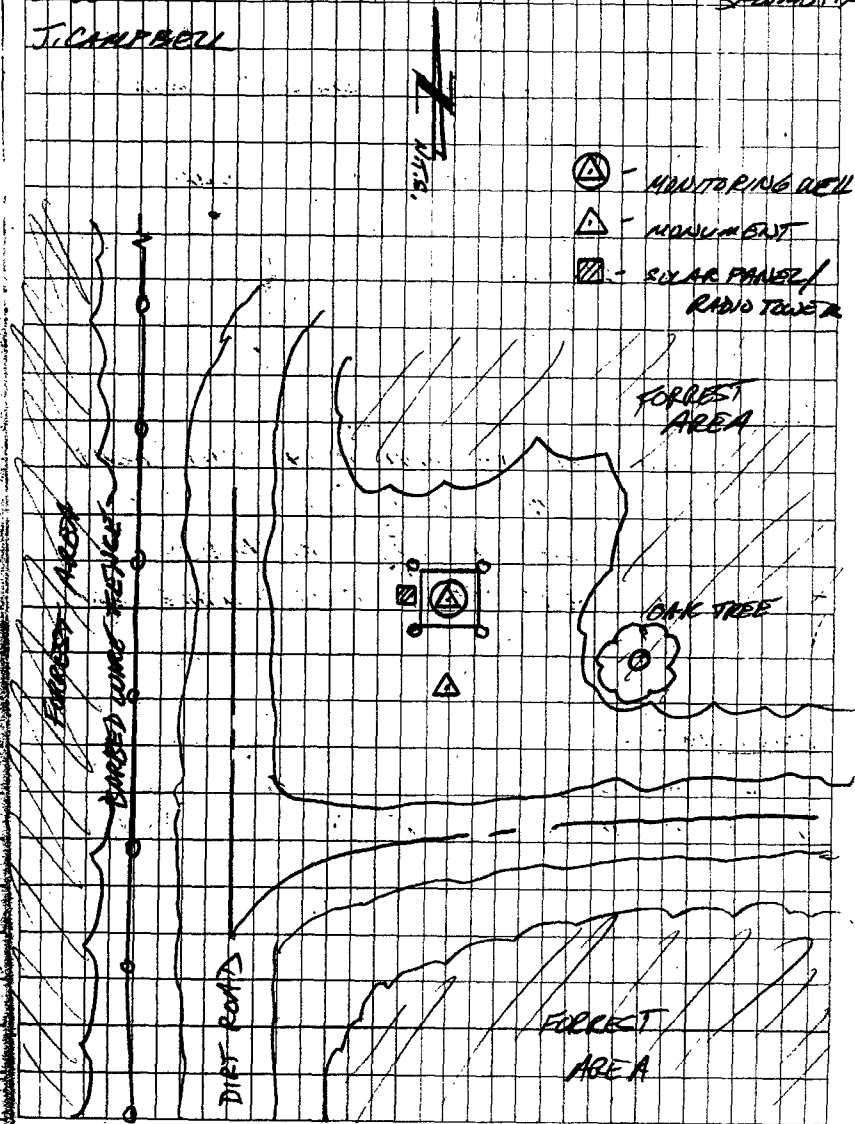 J. CAMPBELL
N.T.S.
- MONITORING WELL
- MONUMENT
- SOLAR PANEL/
RADIO TOWER
FORREST
AREA
FORREST AREA
BARBED WIRE FENCE
OAK TREE
DIRT ROAD
FORREST
AREA